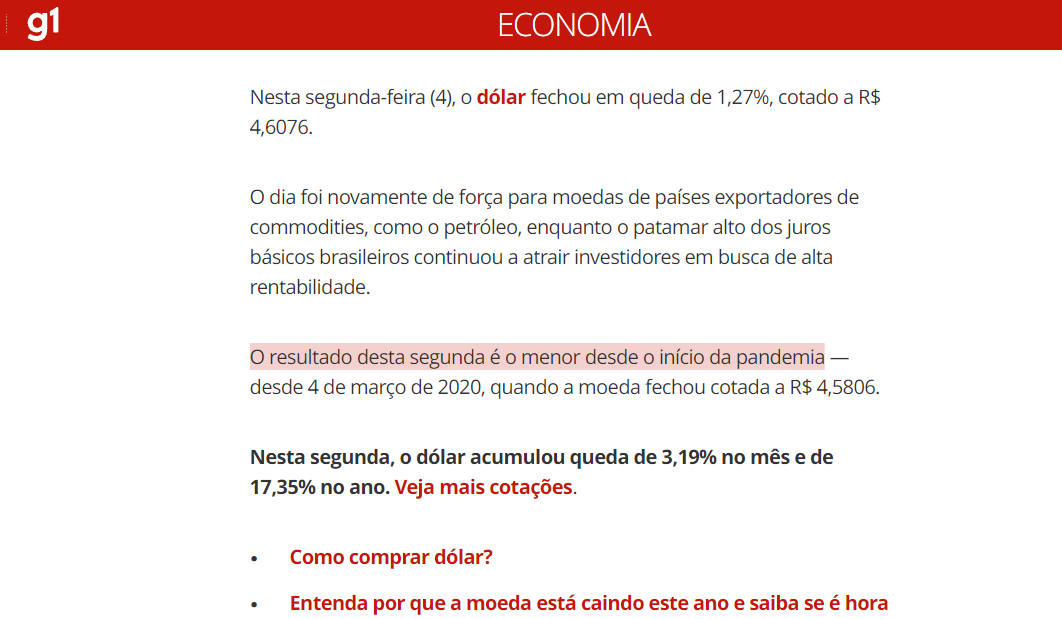 g1
ECONOMIA
Nesta segunda-feira (4), o dólar fechou em queda de 1,27%, cotado a R$
4,6076.
O dia foi novamente de força para moedas de países exportadores de
commodities, como o petróleo, enquanto o patamar alto dos juros
básicos brasileiros continuou a atrair investidores em busca de alta
rentabilidade.
O resultado desta segunda é o menor desde o início da pandemia —
desde 4 de março de 2020, quando a moeda fechou cotada a R$ 4,5806.
Nesta segunda, o dólar acumulou queda de 3,19% no mês e de
17,35% no ano. Veja mais cotações.
• Como comprar dólar?
• Entenda por que a moeda está caindo este ano e saiba se é hora